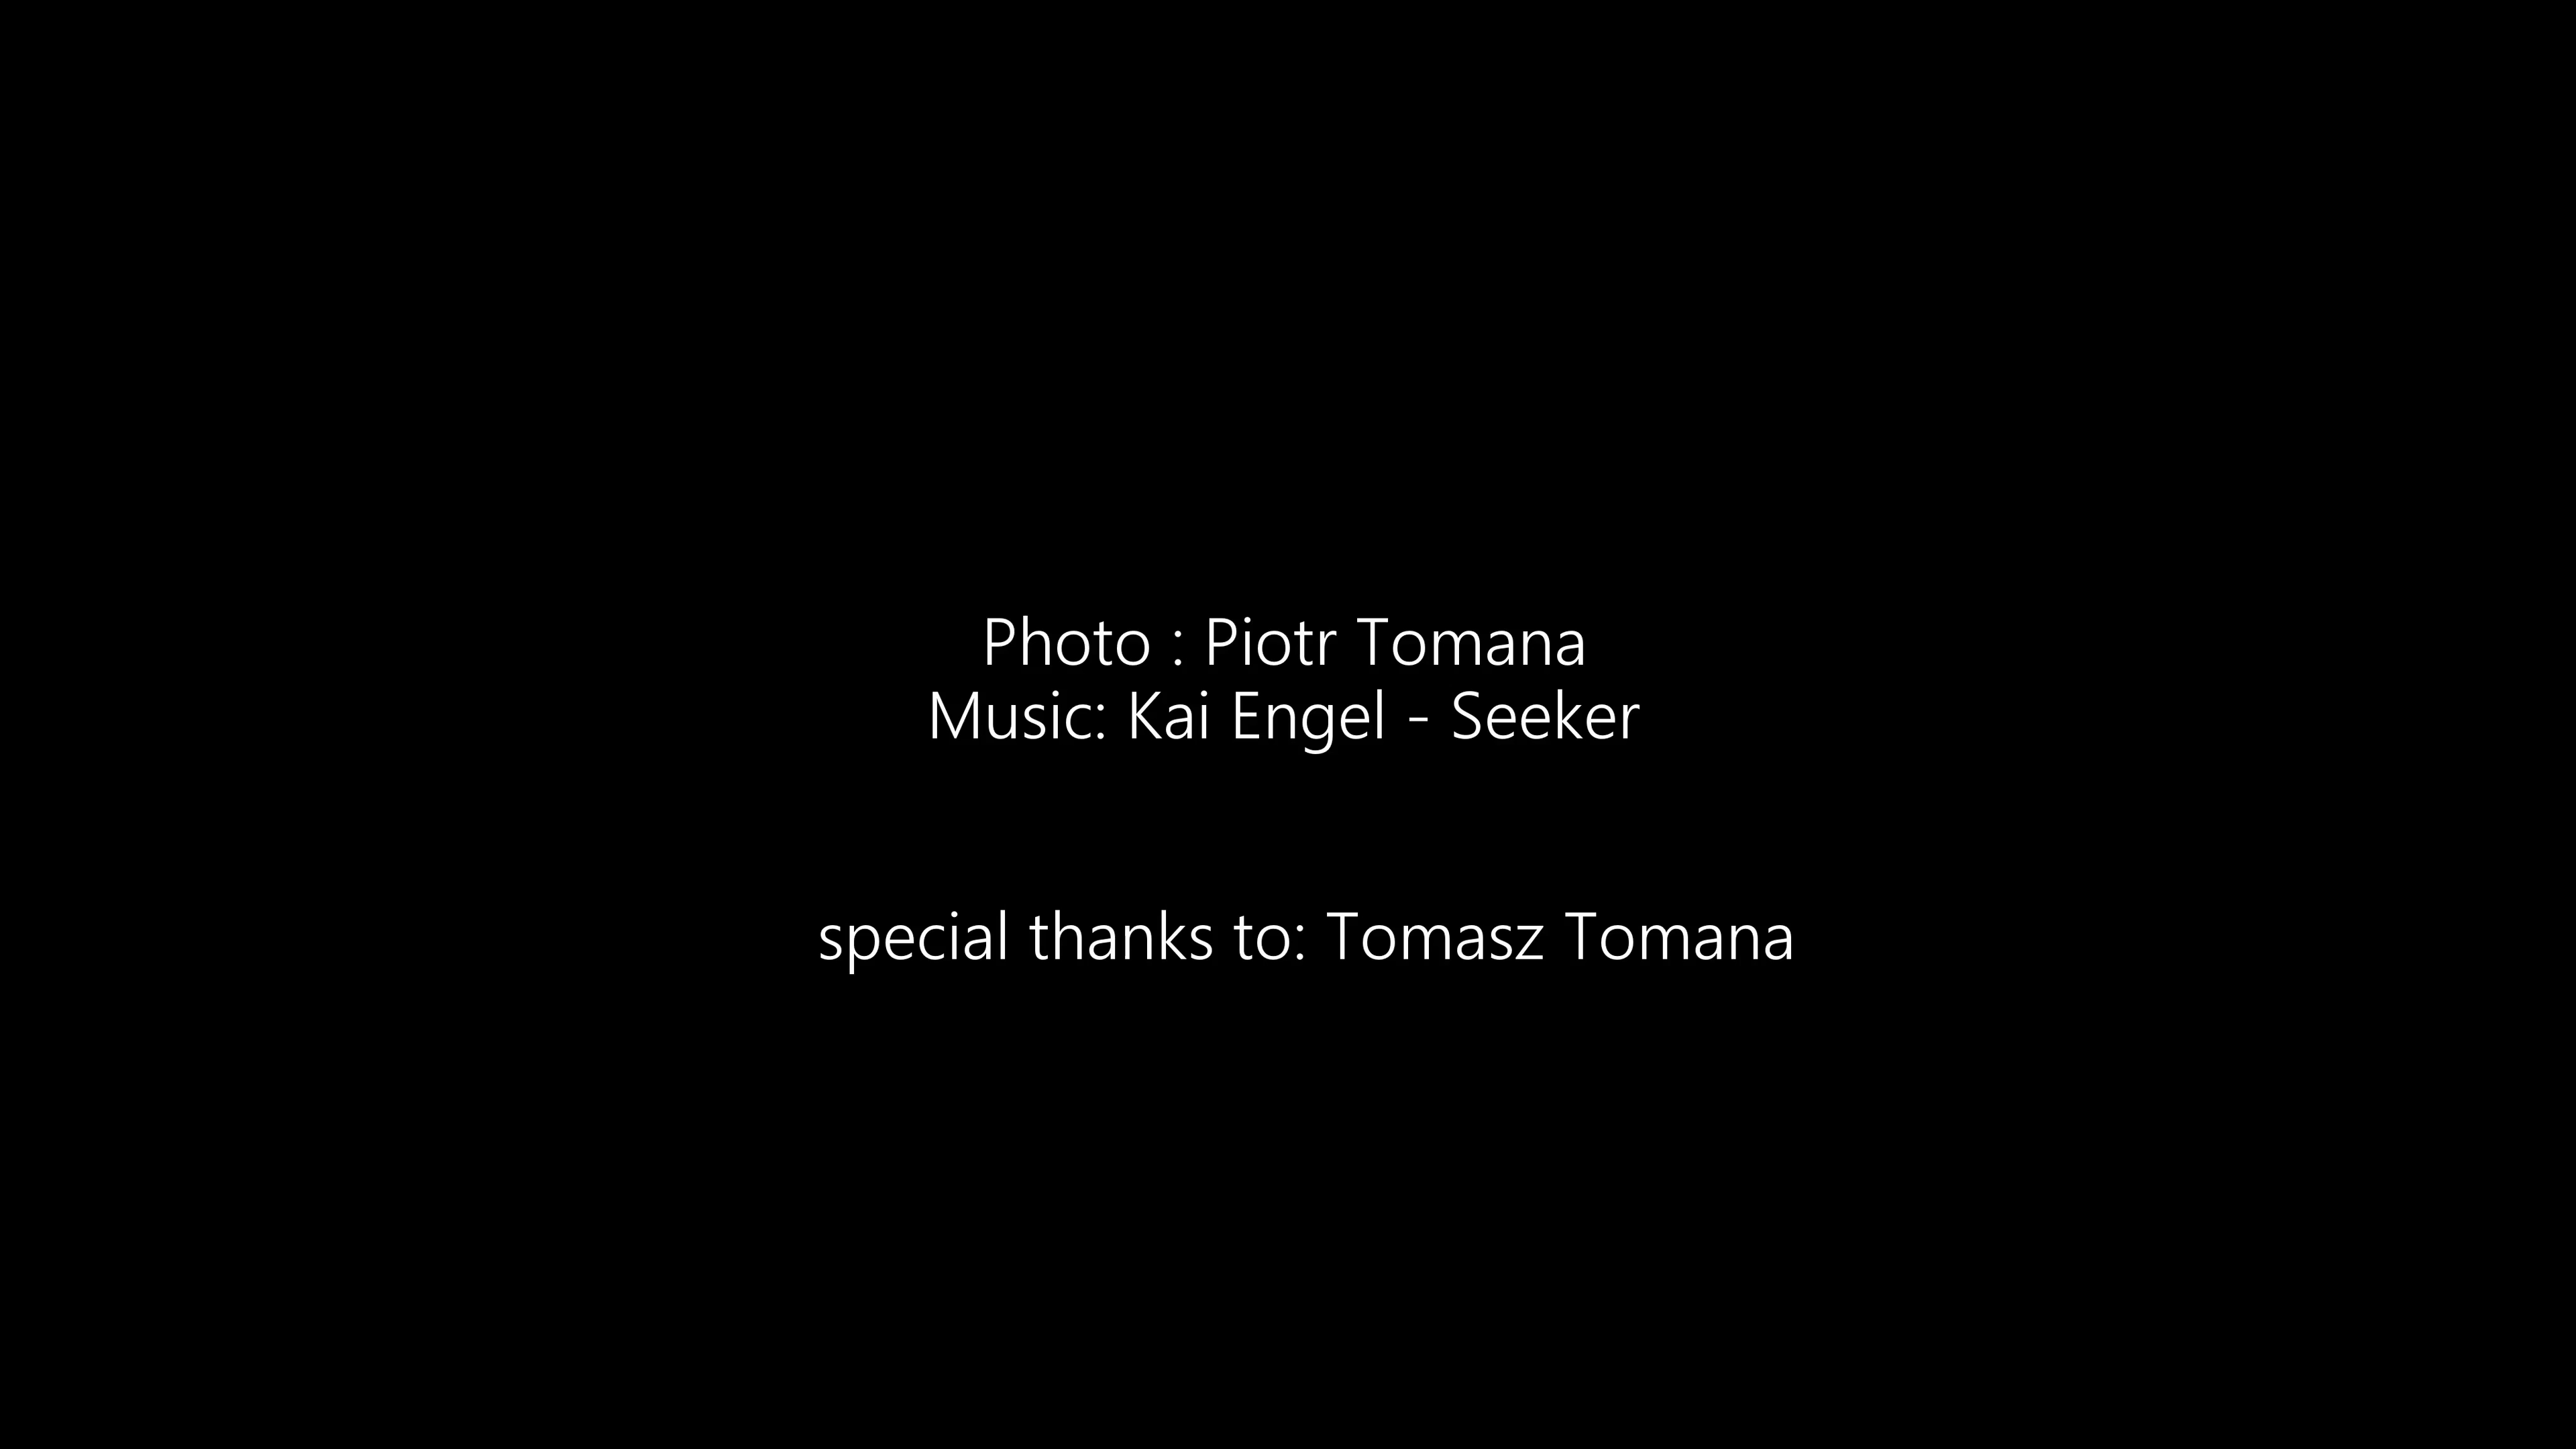 Photo : Piotr Tomana
Music: Kai Engel - Seeker
special thanks to: Tomasz Tomana